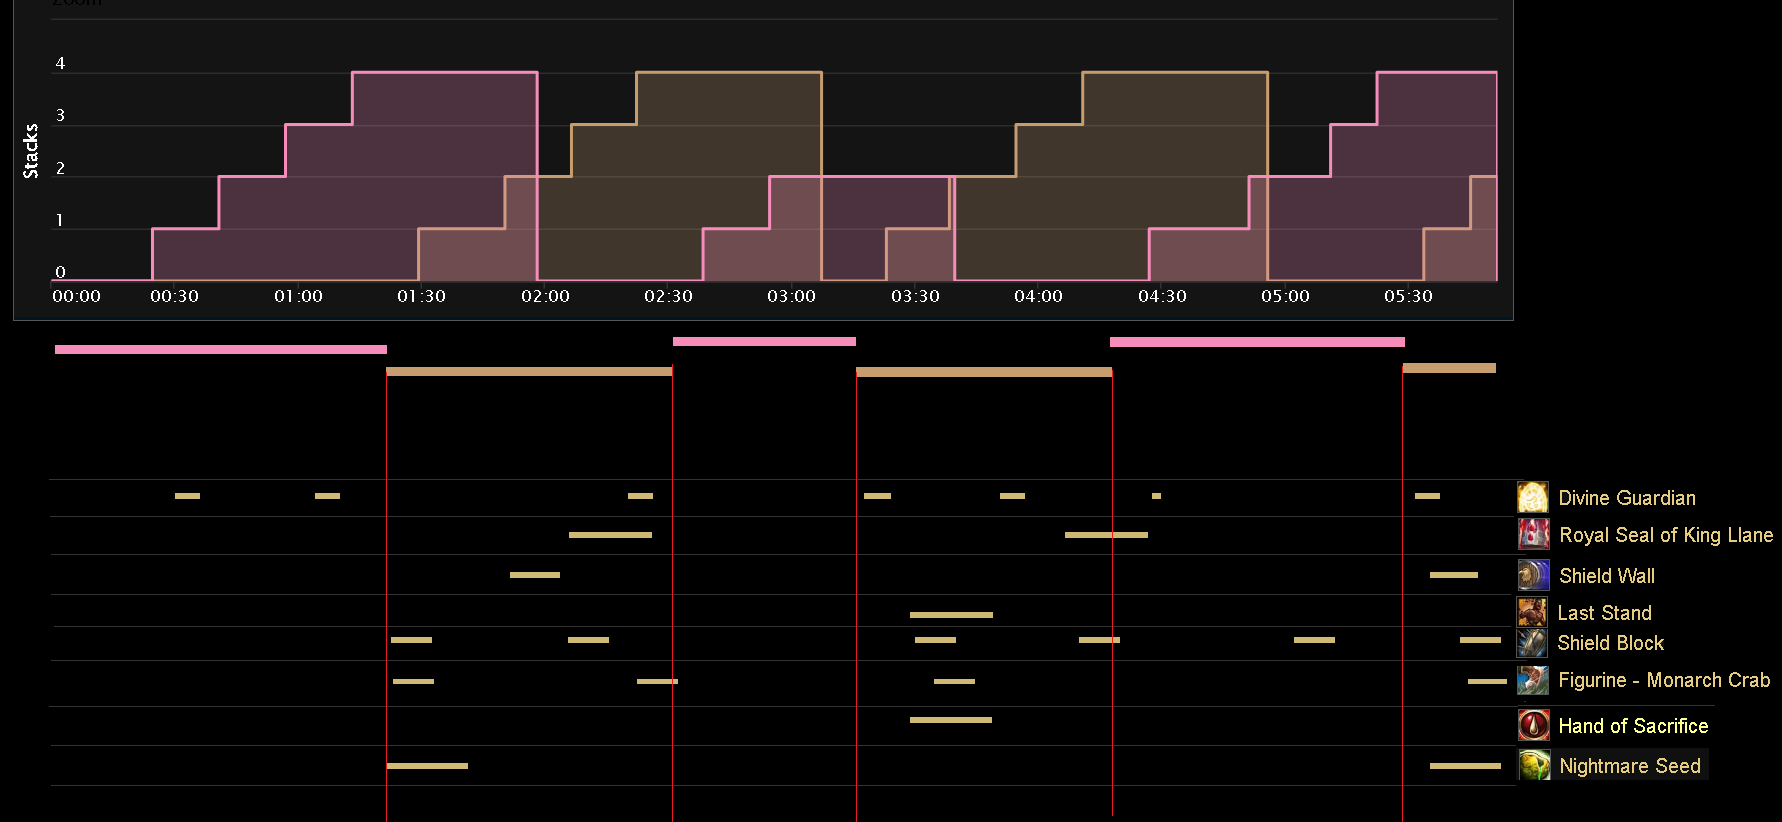 Zoom
Stacks
4
3
2
1
0
00:00 00:30 01:00 01:30 02:00 02:30 03:00 03:30 04:00 04:30 05:00 05:30
Divine Guardian
Royal Seal of King Llane
Shield Wall
Last Stand
Shield Block
Figurine - Monarch Crab
Hand of Sacrifice
Nightmare Seed